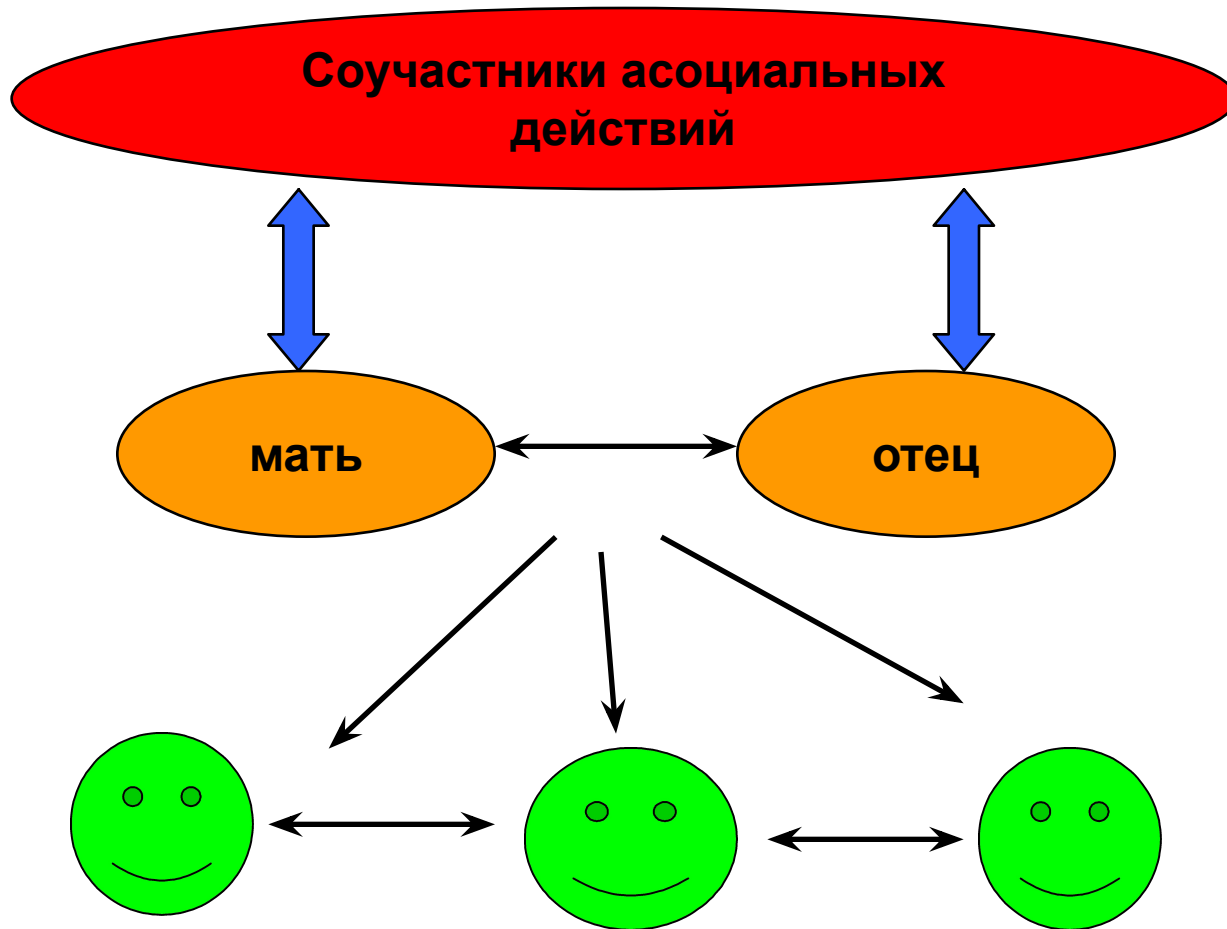 Соучастники асоциальных
действий
мать
отец